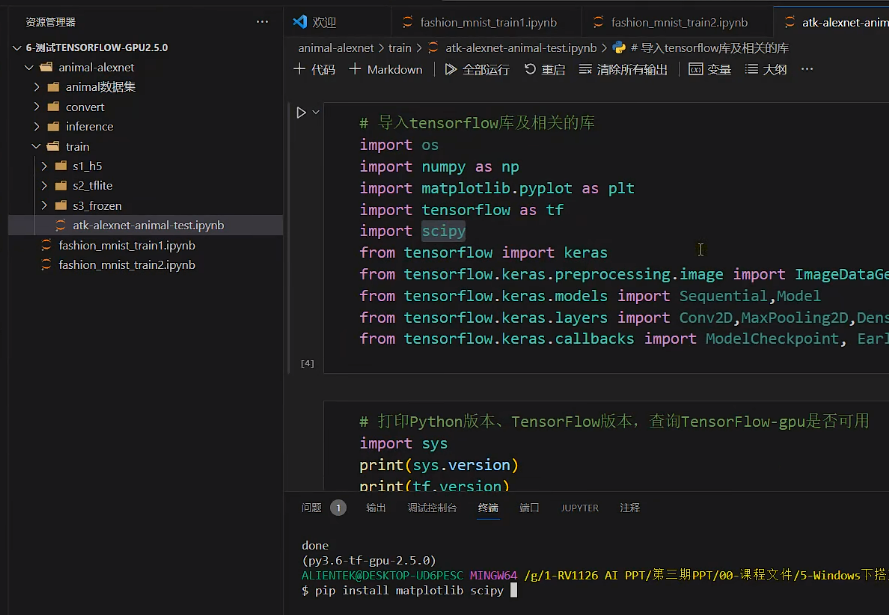 资源管理器
6-测试TENSORFLOW-GPU2.5.0
animal-alexnet
animal数据集
convert
inference
train
s1_h5
s2_tflite
s3_frozen
atk-alexnet-animal-test.ipynb
fashion_mnist_train1.ipynb
fashion_mnist_train2.ipynb
欢迎 fashion_mnist_train1.ipynb fashion_mnist_train2.ipynb atk-alexnet-anim
animal-alexnet > train > atk-alexnet-animal-test.ipynb > # 导入tensorflow库及相关的库
+ 代码 + Markdown 全部运行 重启 清除所有输出 变量 大纲 ...
# 导入tensorflow库及相关的库
import os
import numpy as np
import matplotlib.pyplot as plt
import tensorflow as tf
import scipy
from tensorflow import keras
from tensorflow.keras.preprocessing.image import ImageDataGe
from tensorflow.keras.models import Sequential,Model
from tensorflow.keras.layers import Conv2D,MaxPooling2D,Dens
from tensorflow.keras.callbacks import ModelCheckpoint, Earl
[4]
# 打印Python版本、TensorFlow版本，查询TensorFlow-gpu是否可用
import sys
print(sys.version)
print(tf.version)
问题 1 输出 调试控制台 终端 端口 JUPYTER 注释
done
(py3.6-tf-gpu-2.5.0)
ALIENTEK@DESKTOP-UD6PESC MINGW64 /g/1-RV1126 AI PPT/第三期PPT/00-课程文件/5-Windows下搭
$ pip install matplotlib scipy